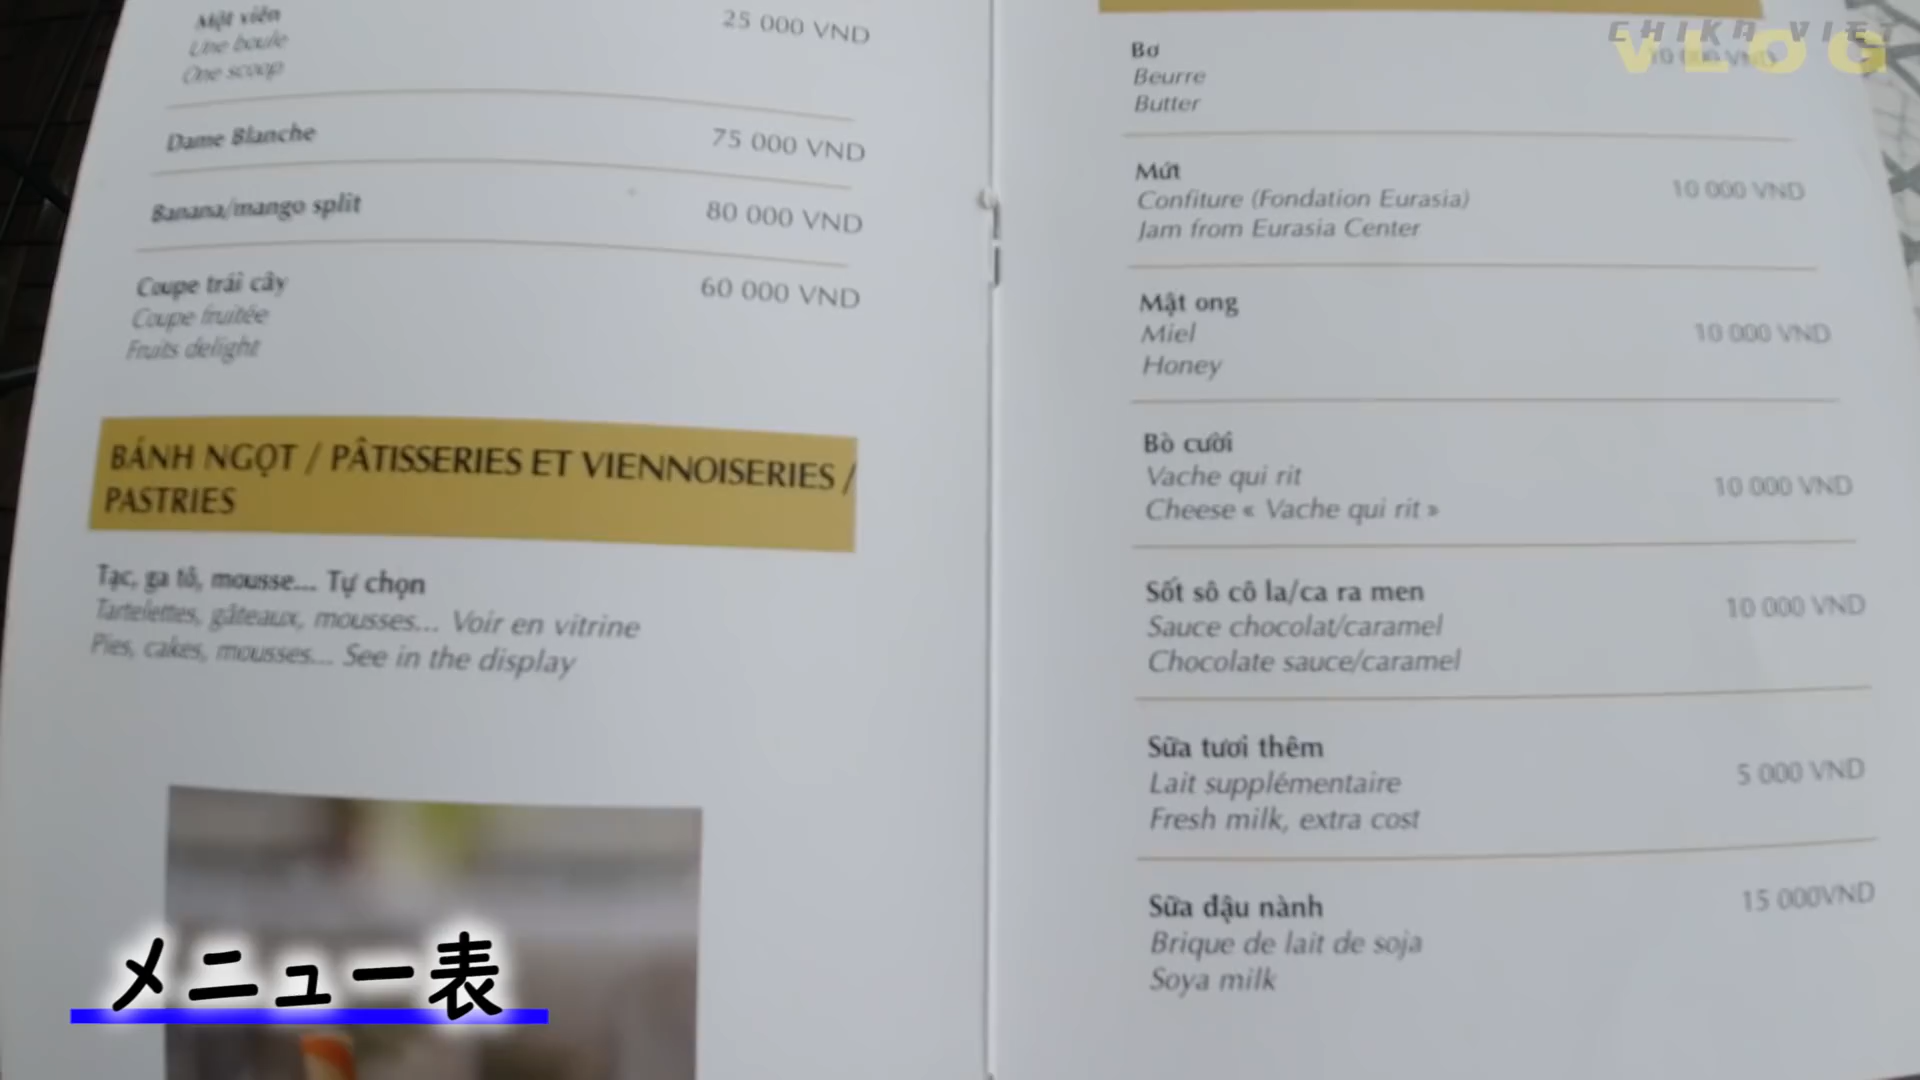 Một viên
Une boule
One scoop
25 000 VND
Dame Blanche
75 000 VND
Banana/mango split
80 000 VND
Coupe trái cây
Coupe fruitée
Fruits delight
60 000 VND
BÁNH NGỌT / PÂTISSERIES ET VIENNOISERIES /
PASTRIES
Tạc, ga tô, mousse... Tự chọn
Tartelettes, gâteaux, mousses... Voir en vitrine
Pies, cakes, mousses... See in the display
メニュー表
CHIKA VIET
VLOG
Bơ
Beurre
Butter
10 000 VND
Mứt
Confiture (Fondation Eurasia)
Jam from Eurasia Center
10 000 VND
Mật ong
Miel
Honey
10 000 VND
Bò cười
Vache qui rit
Cheese « Vache qui rit »
10 000 VND
Sốt sô cô la/ca ra men
Sauce chocolat/caramel
Chocolate sauce/caramel
10 000 VND
Sữa tươi thêm
Lait supplémentaire
Fresh milk, extra cost
5 000 VND
Sữa đậu nành
Brique de lait de soja
Soya milk
15 000VND